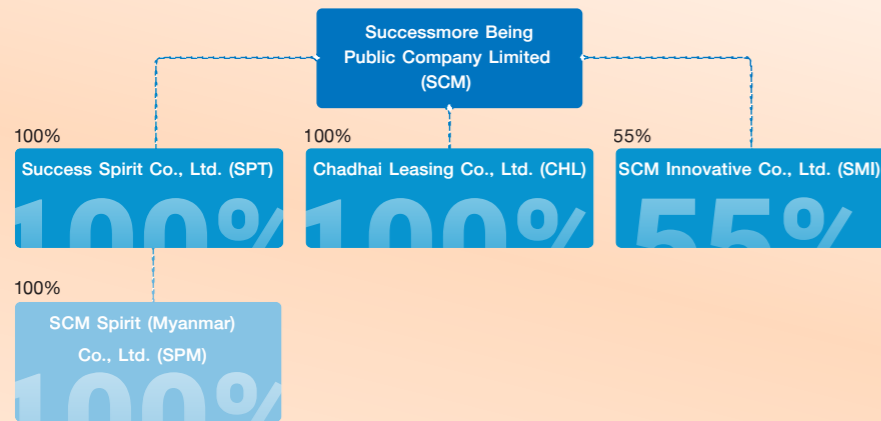 Successmore Being
Public Company Limited
(SCM)
100%
100%
55%
Success Spirit Co., Ltd. (SPT)
Chadhai Leasing Co., Ltd. (CHL)
SCM Innovative Co., Ltd. (SMI)
100%
100%
55%
100%
SCM Spirit (Myanmar)
Co., Ltd. (SPM)
100%